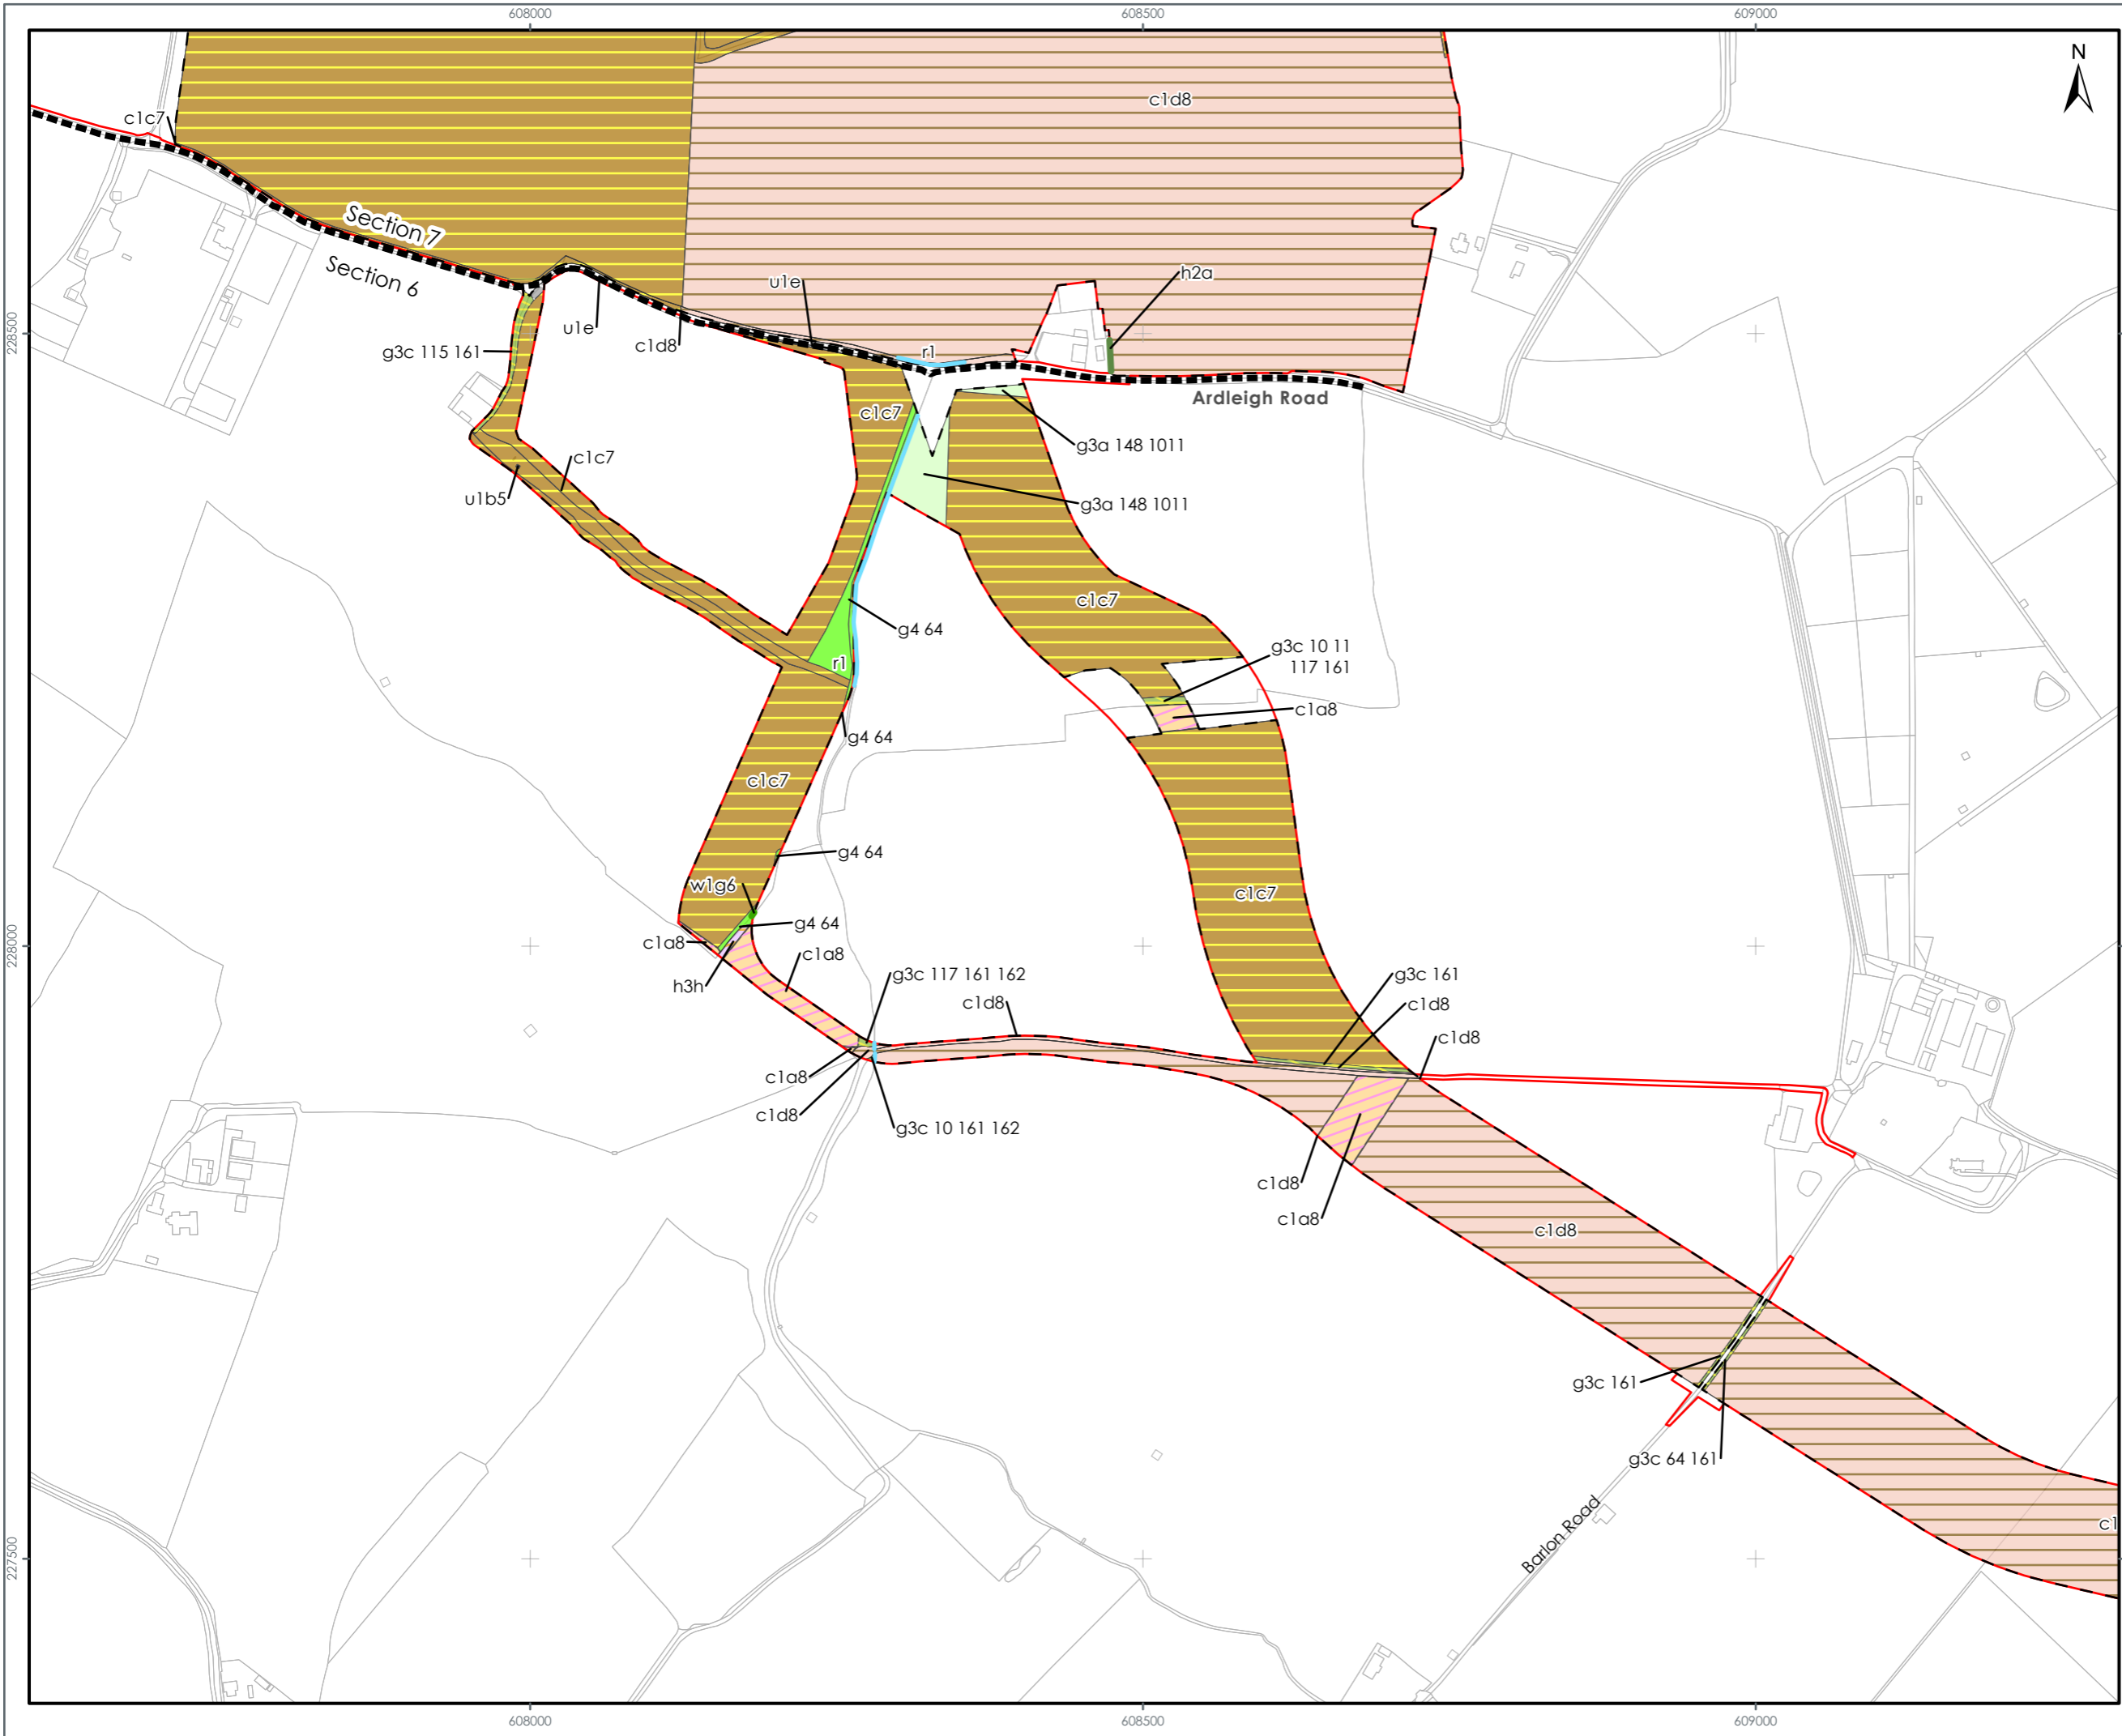 608000
608500
609000
N
c1d8
c1c7
Section 7
Section 6
h2a
u1e
u1e
228500
228500
c1d8
r1
g3c 115 161
Ardleigh Road
c1c7
g3a 148 1011
c1c7
u1b5
g3a 148 1011
c1c7
g4 64
g3c 10 11
117 161
r1
c1a8
g4 64
c1c7
g4 64
w1g6
c1c7
g4 64
c1a8
c1a8
228000
g3c 117 161 162
g3c 161
h3h
c1d8
c1d8
c1d8
c1a8
c1d8
g3c 10 161 162
c1d8
c1a8
c1d8
g3c 161
g3c 64 161
c1
Barlon Road
227500
608000
608500
609000